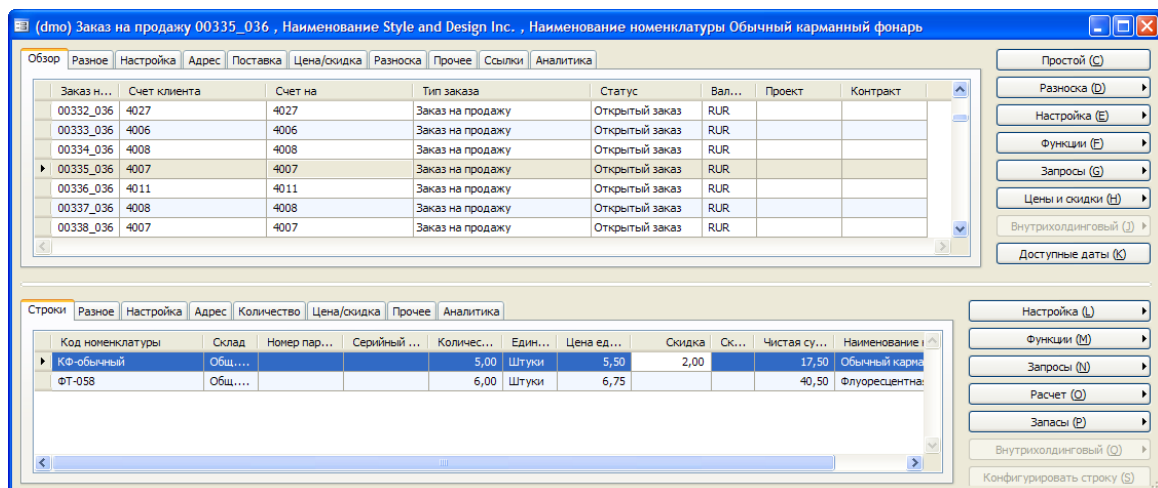 (dmo) Заказ на продажу 00335_036 , Наименование Style and Design Inc. , Наименование номенклатуры Обычный карманный фонарь
Обзор Разное Настройка Адрес Поставка Цена/скидка Разноска Прочее Ссылки Аналитика
Заказ н... Счет клиента Счет на Тип заказа Статус Вал... Проект Контракт
00332_036 4027 4027 Заказ на продажу Открытый заказ RUR
00333_036 4006 4006 Заказ на продажу Открытый заказ RUR
00334_036 4008 4008 Заказ на продажу Открытый заказ RUR
00335_036 4007 4007 Заказ на продажу Открытый заказ RUR
00336_036 4011 4011 Заказ на продажу Открытый заказ RUR
00337_036 4008 4008 Заказ на продажу Открытый заказ RUR
00338_036 4007 4007 Заказ на продажу Открытый заказ RUR
Простой (C)
Разноска (D)
Настройка (E)
Функции (F)
Запросы (G)
Цены и скидки (H)
Внутрихолдинговый (J)
Доступные даты (K)
Строки Разное Настройка Адрес Количество Цена/скидка Прочее Аналитика
Код номенклатуры Склад Номер пар... Серийный ... Количес... Един... Цена ед... Скидка Ск... Чистая су... Наименование
КФ-обычный Общ.... 5,00 Штуки 5,50 2,00 17,50 Обычный карма
ФТ-058 Общ.... 6,00 Штуки 6,75 40,50 Флуоресцентная
Настройка (L)
Функции (M)
Запросы (N)
Расчет (O)
Запасы (P)
Внутрихолдинговый (Q)
Конфигурировать строку (S)